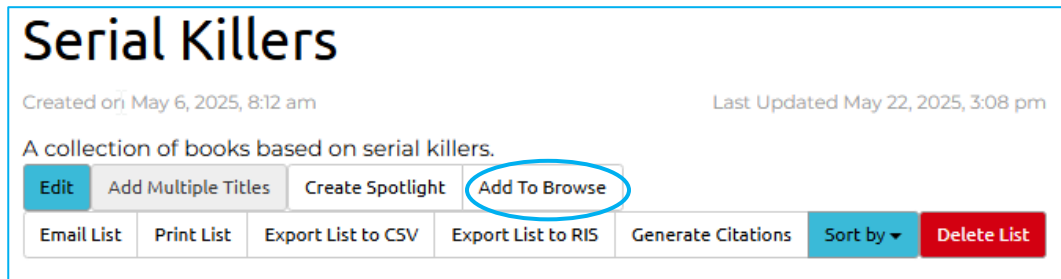 Serial Killers
Created on May 6, 2025, 8:12 am Last Updated May 22, 2025, 3:08 pm
A collection of books based on serial killers.
Edit Add Multiple Titles Create Spotlight Add To Browse
Email List Print List Export List to CSV Export List to RIS Generate Citations Sort by Delete List